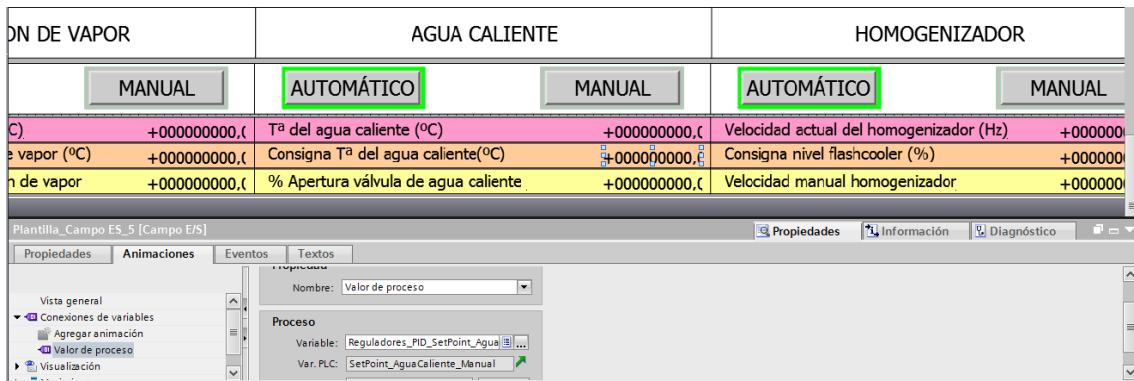 ON DE VAPOR AGUA CALIENTE HOMOGENIZADOR
MANUAL AUTOMÁTICO MANUAL AUTOMÁTICO MANUAL
C) +000000000,( Tª del agua caliente (ºC) +000000000,( Velocidad actual del homogenizador (Hz) +0000000
e vapor (ºC) +000000000,( Consigna Tª del agua caliente(ºC) +000000000,( Consigna nivel flashcooler (%) +0000000
n de vapor +000000000,( % Apertura válvula de agua caliente +000000000,( Velocidad manual homogenizador +0000000
Plantilla_Campo ES_5 [Campo E/S] Propiedades Información Diagnóstico
Propiedades Animaciones Eventos Textos
Propiedad
Nombre: Valor de proceso
Vista general
Conexiones de variables
Agregar animación
Valor de proceso
Visualización
Proceso
Variable: Reguladores_PID_SetPoint_Agua ...
Var. PLC: SetPoint_AguaCaliente_Manual